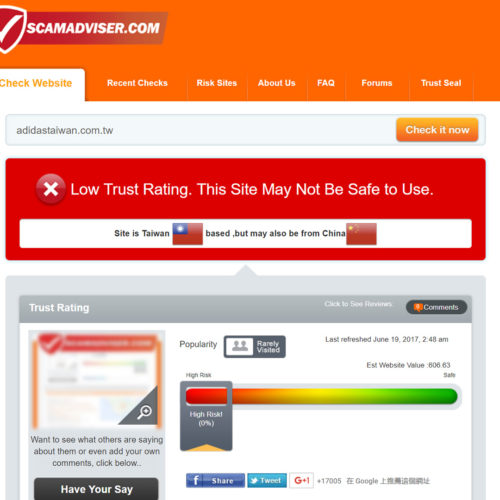 SCAMADVISER.COM
Check Website Recent Checks Risk Sites About Us FAQ Forums Trust Seal
adidastaiwan.com.tw Check it now
Low Trust Rating. This Site May Not Be Safe to Use.
Site is Taiwan based ,but may also be from China
Trust Rating Click to See Reviews: 0 Comments
SCAMADVISER.COM
Popularity Rarely Visited Last refreshed June 19, 2017, 2:48 am
Est Website Value :606.63
High Risk Safe
High Risk!
(0%)
Want to see what others are saying
about them or even add your own
comments, click below..
Have Your Say
f Share Tweet G+1 +17005 在 Google 上推薦這個網址